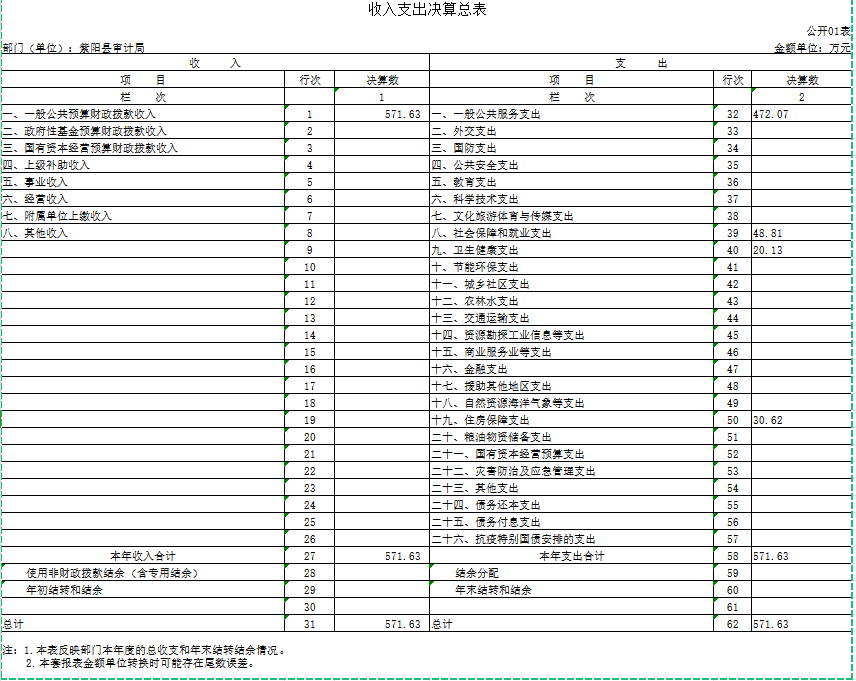 收入支出决算总表
公开01表
部门（单位）：紫阳县审计局 金额单位：万元
收 入 支 出
项 目 行次 决算数 项 目 行次 决算数
栏 次 1 栏 次 2
一、一般公共预算财政拨款收入 1 571.63 一、一般公共服务支出 32 472.07
二、政府性基金预算财政拨款收入 2 二、外交支出 33
三、国有资本经营预算财政拨款收入 3 三、国防支出 34
四、上级补助收入 4 四、公共安全支出 35
五、事业收入 5 五、教育支出 36
六、经营收入 6 六、科学技术支出 37
七、附属单位上缴收入 7 七、文化旅游体育与传媒支出 38
八、其他收入 8 八、社会保障和就业支出 39 48.81
9 九、卫生健康支出 40 20.13
10 十、节能环保支出 41
11 十一、城乡社区支出 42
12 十二、农林水支出 43
13 十三、交通运输支出 44
14 十四、资源勘探工业信息等支出 45
15 十五、商业服务业等支出 46
16 十六、金融支出 47
17 十七、援助其他地区支出 48
18 十八、自然资源海洋气象等支出 49
19 十九、住房保障支出 50 30.62
20 二十、粮油物资储备支出 51
21 二十一、国有资本经营预算支出 52
22 二十二、灾害防治及应急管理支出 53
23 二十三、其他支出 54
24 二十四、债务还本支出 55
25 二十五、债务付息支出 56
26 二十六、抗疫特别国债安排的支出 57
本年收入合计 27 571.63 本年支出合计 58 571.63
使用非财政拨款结余（含专用结余） 28 结余分配 59
年初结转和结余 29 年末结转和结余 60
30 61
总计 31 571.63 总计 62 571.63
注：1.本表反映部门本年度的总收支和年末结转结余情况。
2.本套报表金额单位转换时可能存在尾数误差。